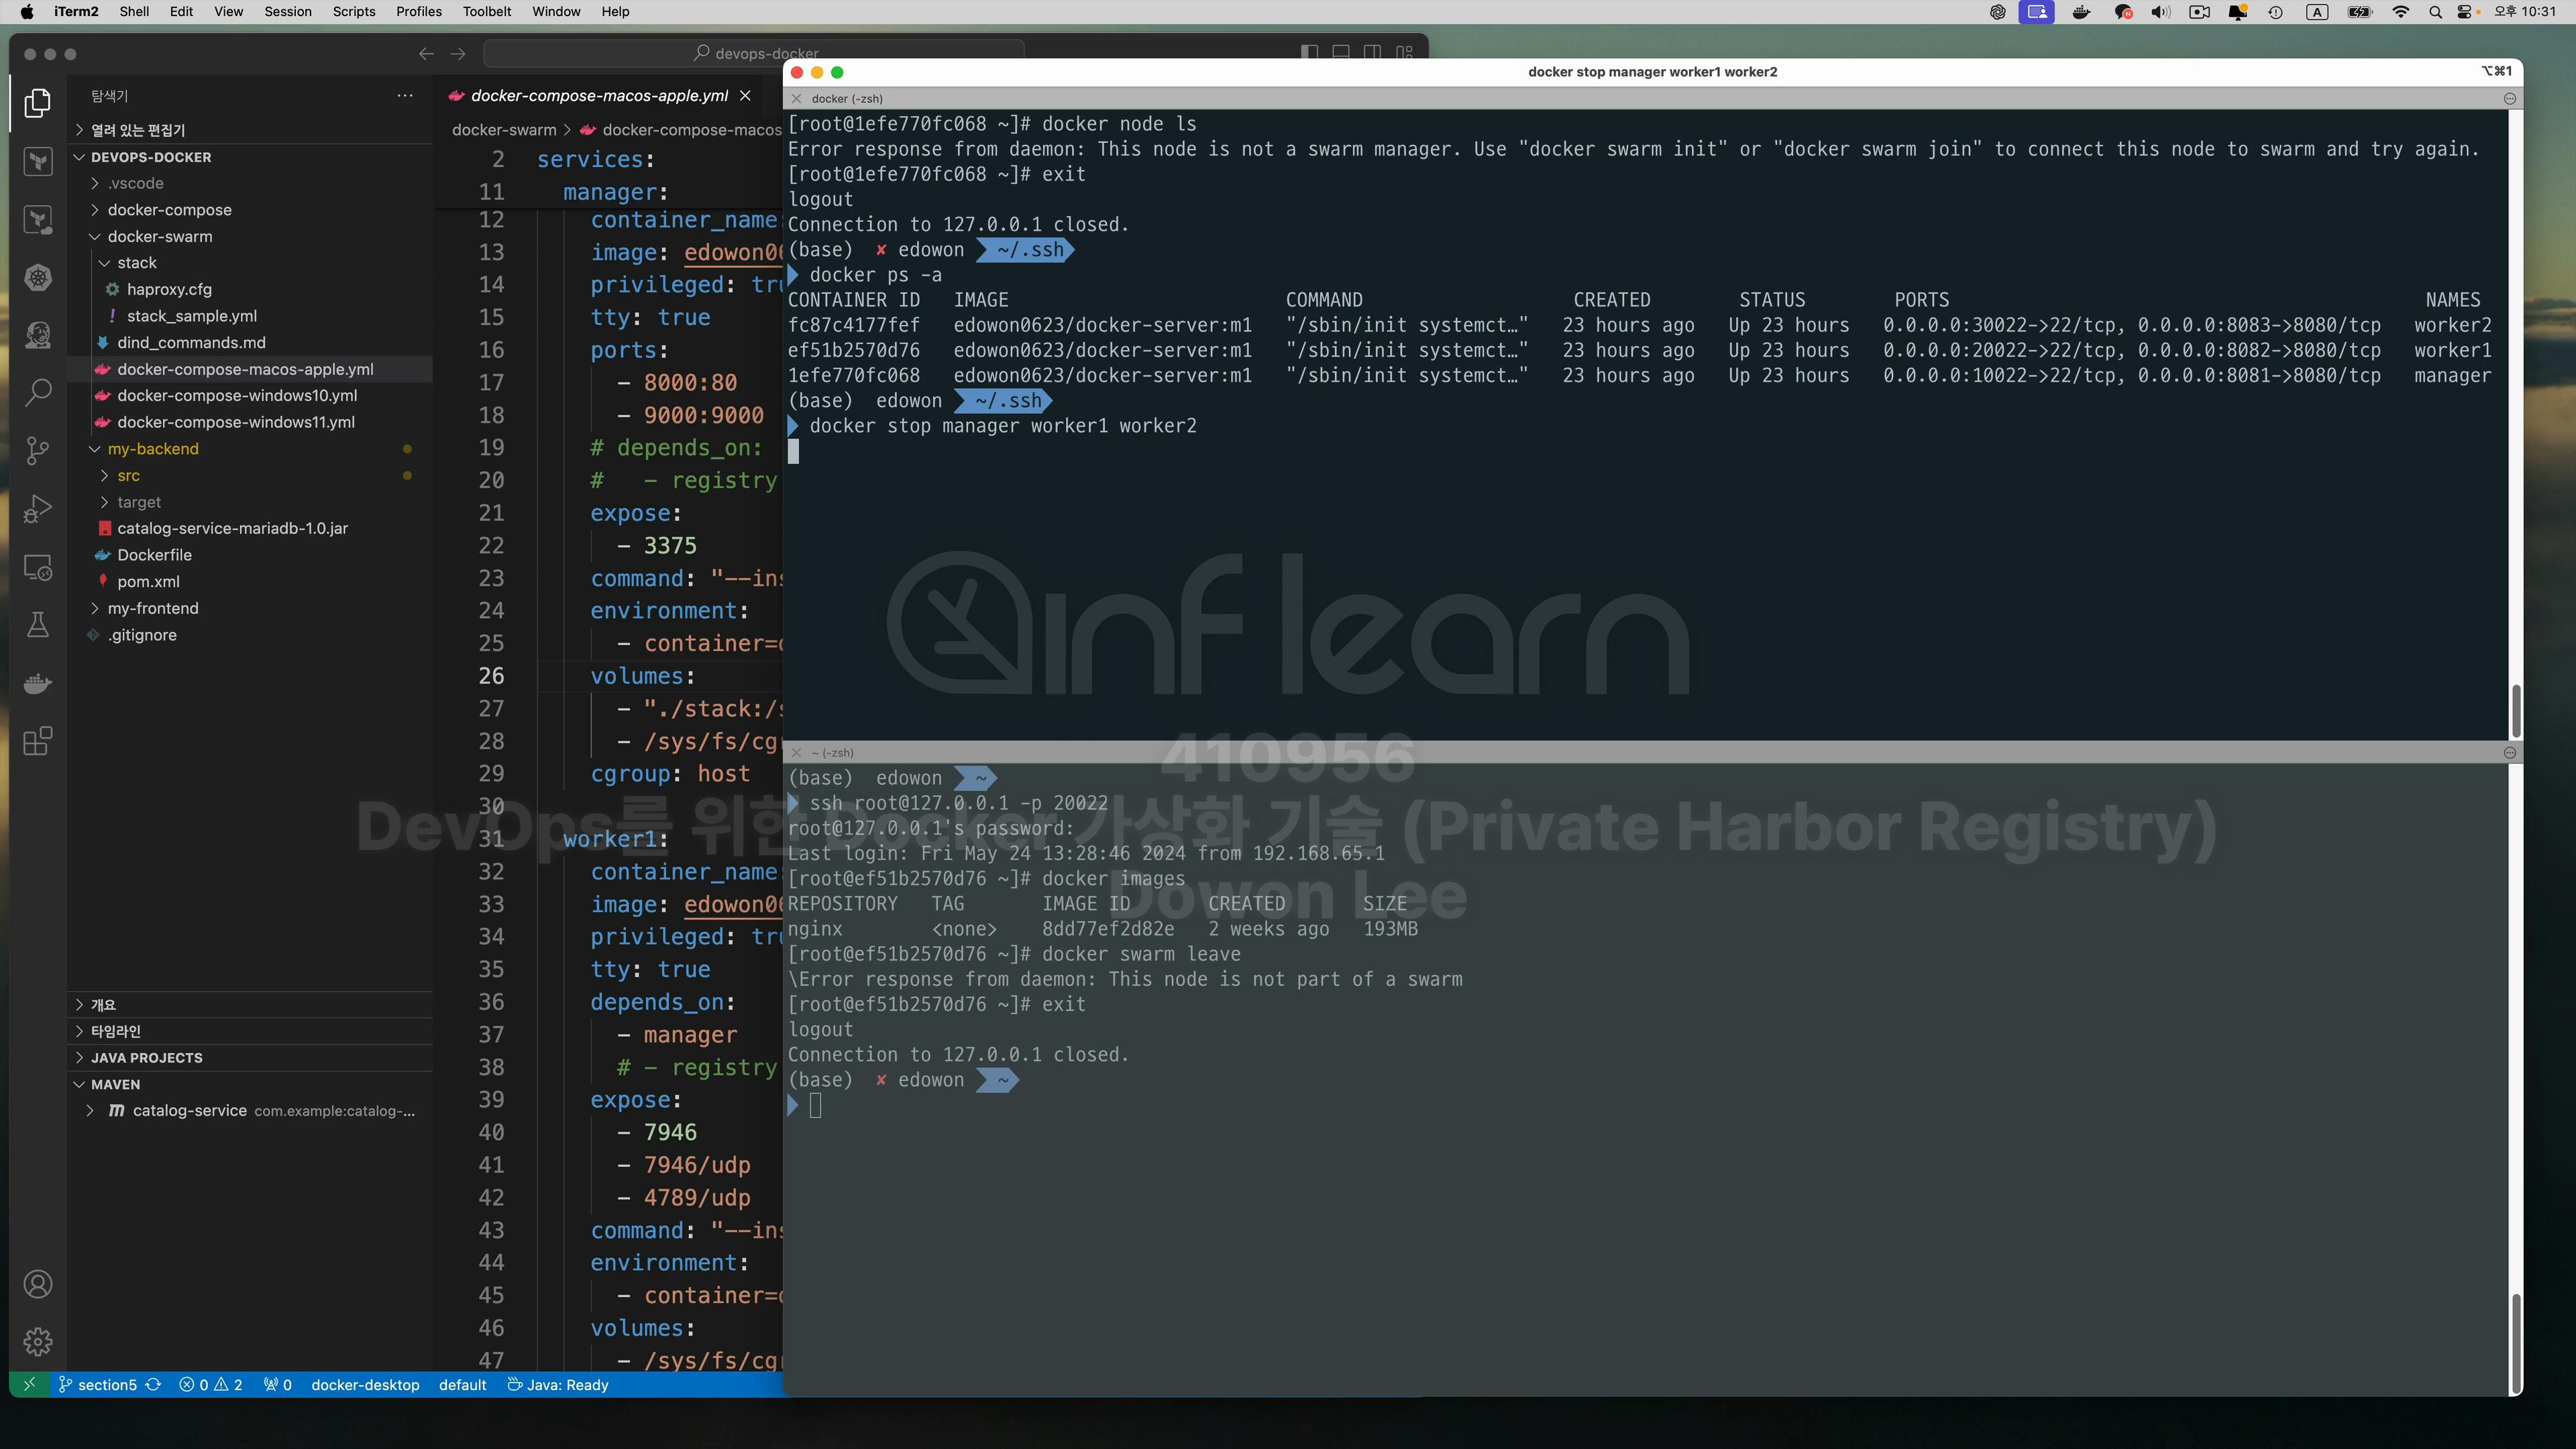 iTerm2 Shell Edit View Session Scripts Profiles Toolbelt Window Help
A 오후 10:31
devops-docker
탐색기
열려 있는 편집기
DEVOPS-DOCKER
.vscode
docker-compose
docker-swarm
stack
haproxy.cfg
! stack_sample.yml
dind_commands.md
docker-compose-macos-apple.yml
docker-compose-windows10.yml
docker-compose-windows11.yml
my-backend
src
target
catalog-service-mariadb-1.0.jar
Dockerfile
pom.xml
my-frontend
.gitignore
개요
타임라인
JAVA PROJECTS
MAVEN
catalog-service com.example:catalog-...
docker-compose-macos-apple.yml
docker-swarm > docker-compose-macos
2 services:
11 manager:
12 container_name:
13 image: edowon06
14 privileged: tru
15 tty: true
16 ports:
17 - 8000:80
18 - 9000:9000
19 # depends_on:
20 # - registry
21 expose:
22 - 3375
23 command: "--ins
24 environment:
25 - container=d
26 volumes:
27 - "./stack:/s
28 - /sys/fs/cgr
29 cgroup: host
30
31 worker1:
32 container_name:
33 image: edowon06
34 privileged: tru
35 tty: true
36 depends_on:
37 - manager
38 # - registry
39 expose:
40 - 7946
41 - 7946/udp
42 - 4789/udp
43 command: "--ins
44 environment:
45 - container=d
46 volumes:
47 - /sys/fs/cgr
section5 0 2 0 docker-desktop default Java: Ready
docker stop manager worker1 worker2
⌥⌘1
docker (-zsh)
[root@1efe770fc068 ~]# docker node ls
Error response from daemon: This node is not a swarm manager. Use "docker swarm init" or "docker swarm join" to connect this node to swarm and try again.
[root@1efe770fc068 ~]# exit
logout
Connection to 127.0.0.1 closed.
(base) ✘ edowon ~/.ssh
docker ps -a
CONTAINER ID IMAGE COMMAND CREATED STATUS PORTS NAMES
fc87c4177fef edowon0623/docker-server:m1 "/sbin/init systemct…" 23 hours ago Up 23 hours 0.0.0.0:30022->22/tcp, 0.0.0.0:8083->8080/tcp worker2
ef51b2570d76 edowon0623/docker-server:m1 "/sbin/init systemct…" 23 hours ago Up 23 hours 0.0.0.0:20022->22/tcp, 0.0.0.0:8082->8080/tcp worker1
1efe770fc068 edowon0623/docker-server:m1 "/sbin/init systemct…" 23 hours ago Up 23 hours 0.0.0.0:10022->22/tcp, 0.0.0.0:8081->8080/tcp manager
(base) edowon ~/.ssh
docker stop manager worker1 worker2
inflearn
410956
DevOps를 위한 Docker 가상화 기술 (Private Harbor Registry)
Dowon Lee
~ (-zsh)
(base) edowon ~
ssh root@127.0.0.1 -p 20022
root@127.0.0.1's password:
Last login: Fri May 24 13:28:46 2024 from 192.168.65.1
[root@ef51b2570d76 ~]# docker images
REPOSITORY TAG IMAGE ID CREATED SIZE
nginx <none> 8dd77ef2d82e 2 weeks ago 193MB
[root@ef51b2570d76 ~]# docker swarm leave
\Error response from daemon: This node is not part of a swarm
[root@ef51b2570d76 ~]# exit
logout
Connection to 127.0.0.1 closed.
(base) ✘ edowon ~